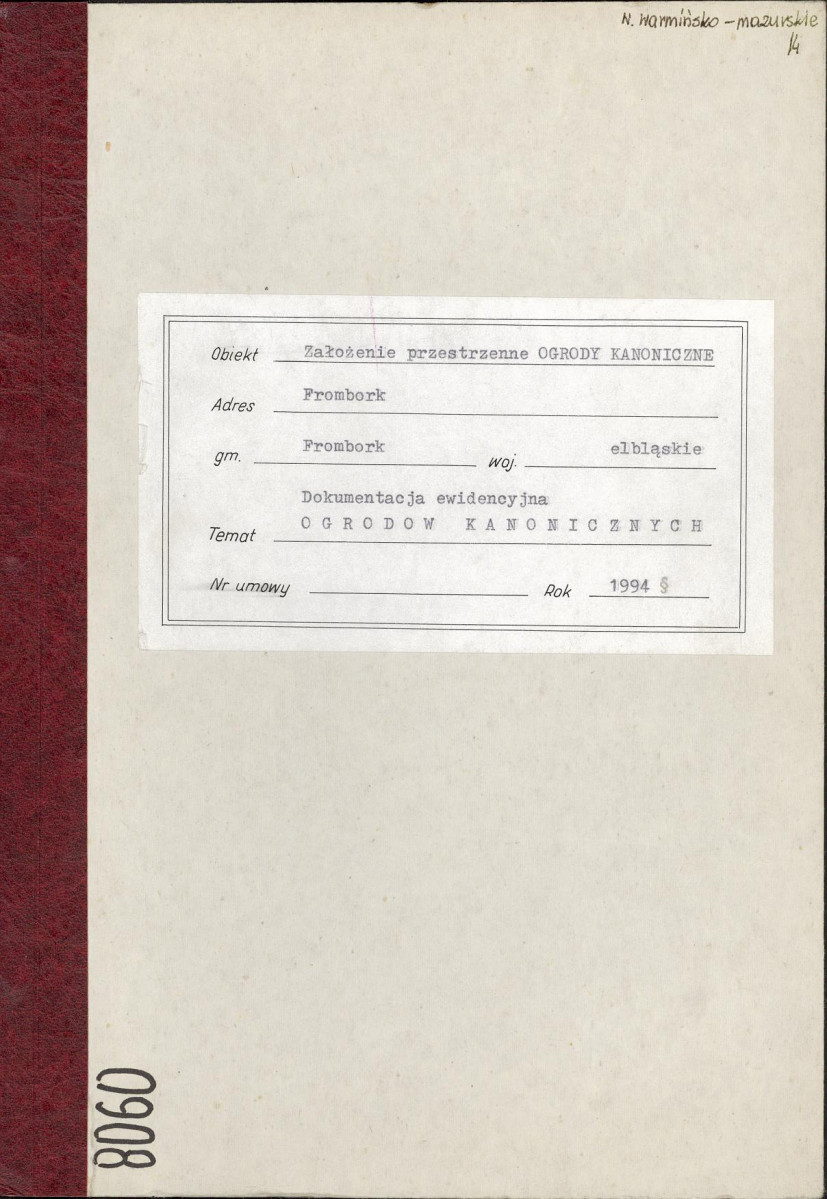 W. Warmińsko-mazurskie
14
Obiekt Założenie przestrzenne OGRODY KANONICZNE
Adres Frombork
gm. Frombork woj. elbląskie
Dokumentacja ewidencyjna
Temat OGRODOW KANONICZNYCH
Nr umowy Rok 1994 §
8060